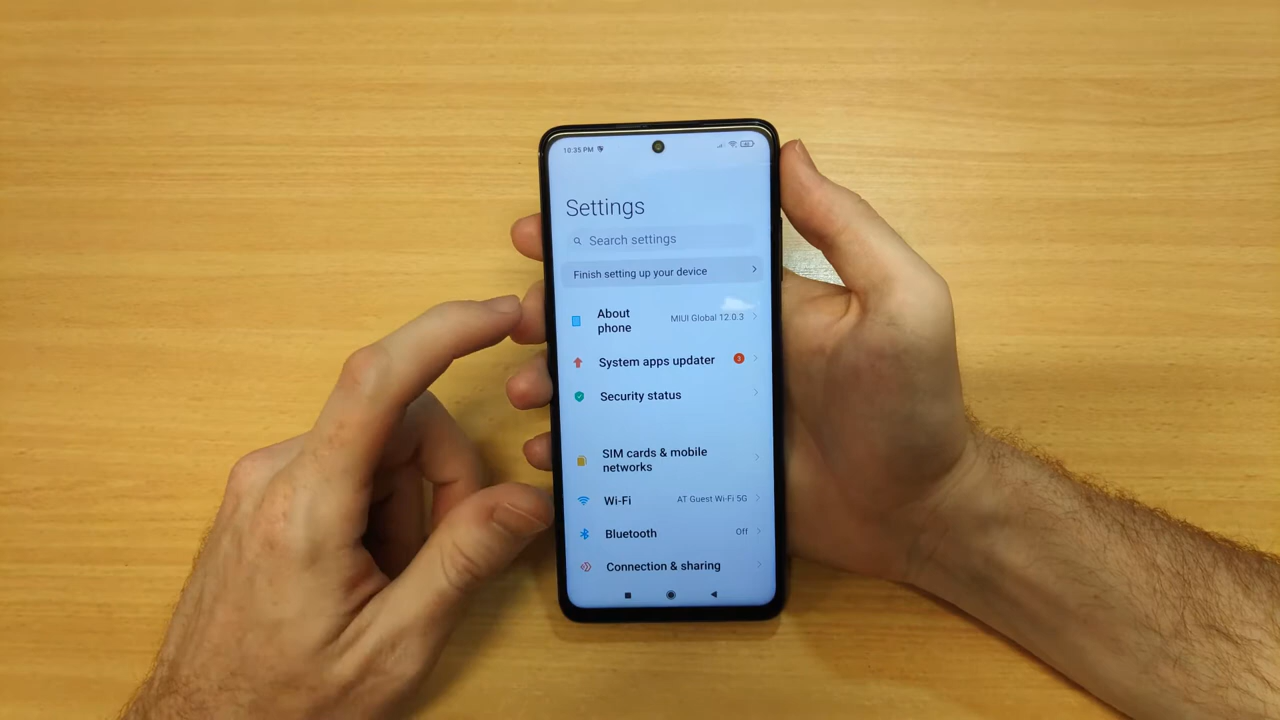 10:35 PM
Settings
Search settings
Finish setting up your device
About
phone
MIUI Global 12.0.3
System apps updater
3
Security status
SIM cards & mobile
networks
Wi-Fi
AT Guest Wi-Fi 5G
Bluetooth
Off
Connection & sharing